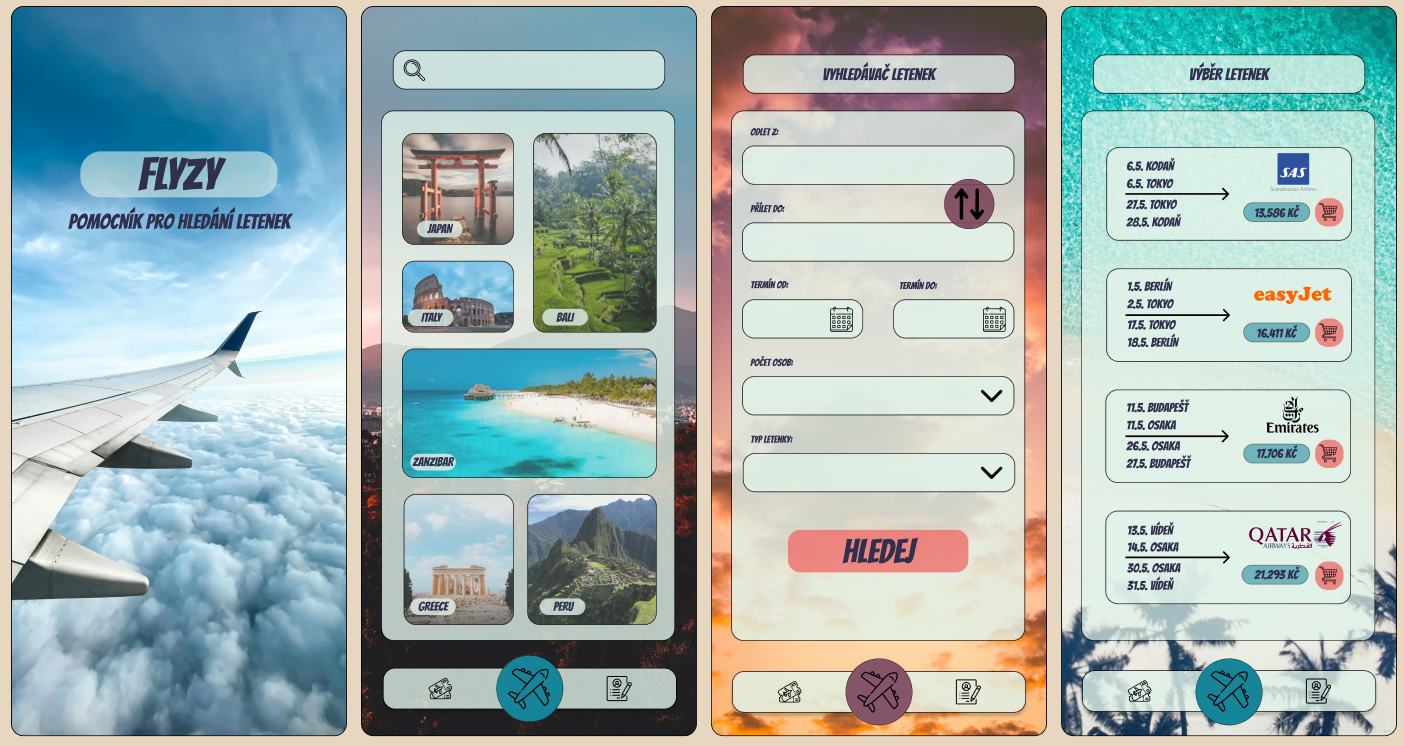 FLYZY
POMOCNÍK PRO HLEDÁNÍ LETENEK
JAPAN
ITALY
BALI
ZANZIBAR
GREECE
PERU
VYHLEDÁVAČ LETENEK
ODLET Z:
PŘÍLET DO:
TERMÍN OD:
TERMÍN DO:
POČET OSOB:
TYP LETENKY:
HLEDEJ
VÝBĚR LETENEK
6.5. KODAŇ
6.5. TOKYO
27.5. TOKYO
28.5. KODAŇ
SAS
Scandinavian Airlines
13.586 KČ
1.5. BERLÍN
2.5. TOKYO
17.5. TOKYO
18.5. BERLÍN
easyJet
16.411 KČ
11.5. BUDAPEŠŤ
11.5. OSAKA
26.5. OSAKA
27.5. BUDAPEŠŤ
Emirates
17.706 KČ
13.5. VÍDEŇ
14.5. OSAKA
30.5. OSAKA
31.5. VÍDEŇ
QATAR
AIRWAYS القطرية
21.293 KČ